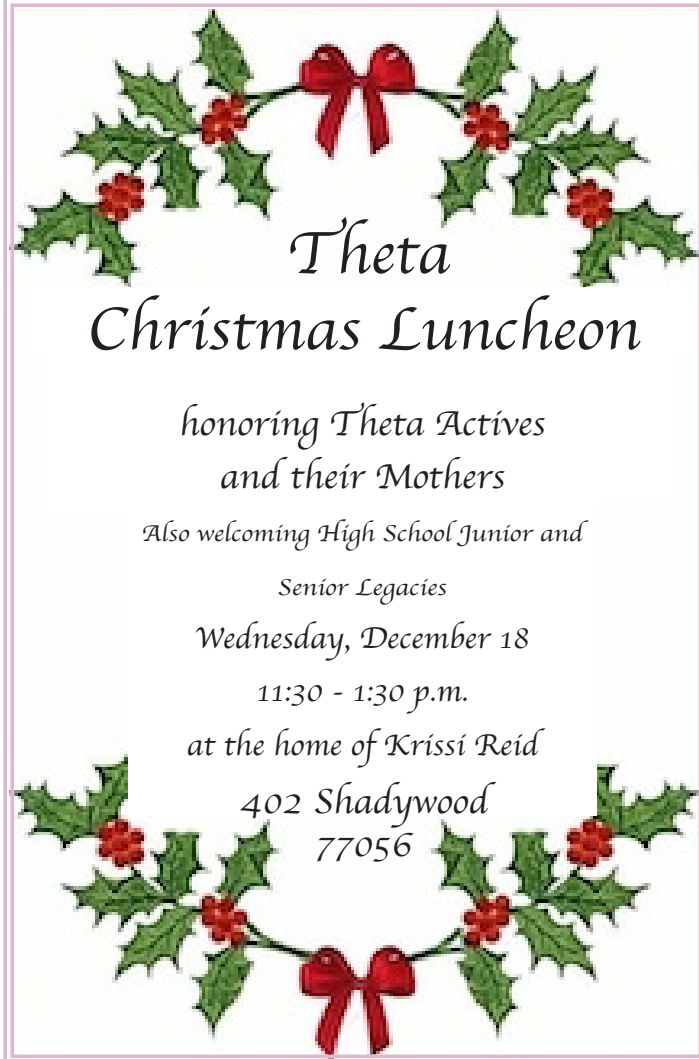 Theta
Christmas Luncheon
honoring Theta Actives
and their Mothers
Also welcoming High School Junior and
Senior Legacies
Wednesday, December 18
11:30 - 1:30 p.m.
at the home of Krissi Reid
402 Shadywood
77056